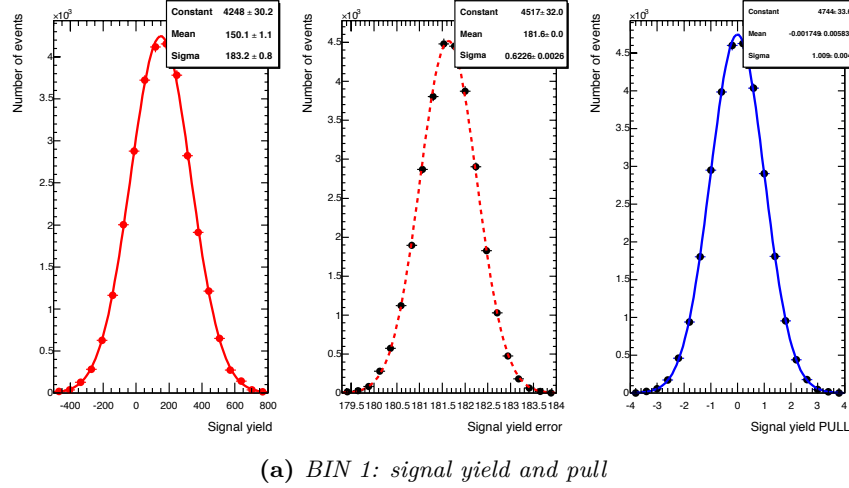 ×10³
Number of events
Constant 4248 ± 30.2
Mean 150.1 ± 1.1
Sigma 183.2 ± 0.8
4
3.5
3
2.5
2
1.5
1
0.5
0
-400 -200 0 200 400 600 800
Signal yield
×10³
Number of events
Constant 4517± 32.0
Mean 181.6± 0.0
Sigma 0.6226± 0.0026
4.5
4
3.5
3
2.5
2
1.5
1
0.5
0
179.5 180 180.5 181 181.5 182 182.5 183 183.5 184
Signal yield error
×10³
Number of events
Constant 4744± 33.
Mean -0.001749± 0.00583
Sigma 1.009± 0.004
4.5
4
3.5
3
2.5
2
1.5
1
0.5
0
-4 -3 -2 -1 0 1 2 3 4
Signal yield PULL
(a) BIN 1: signal yield and pull